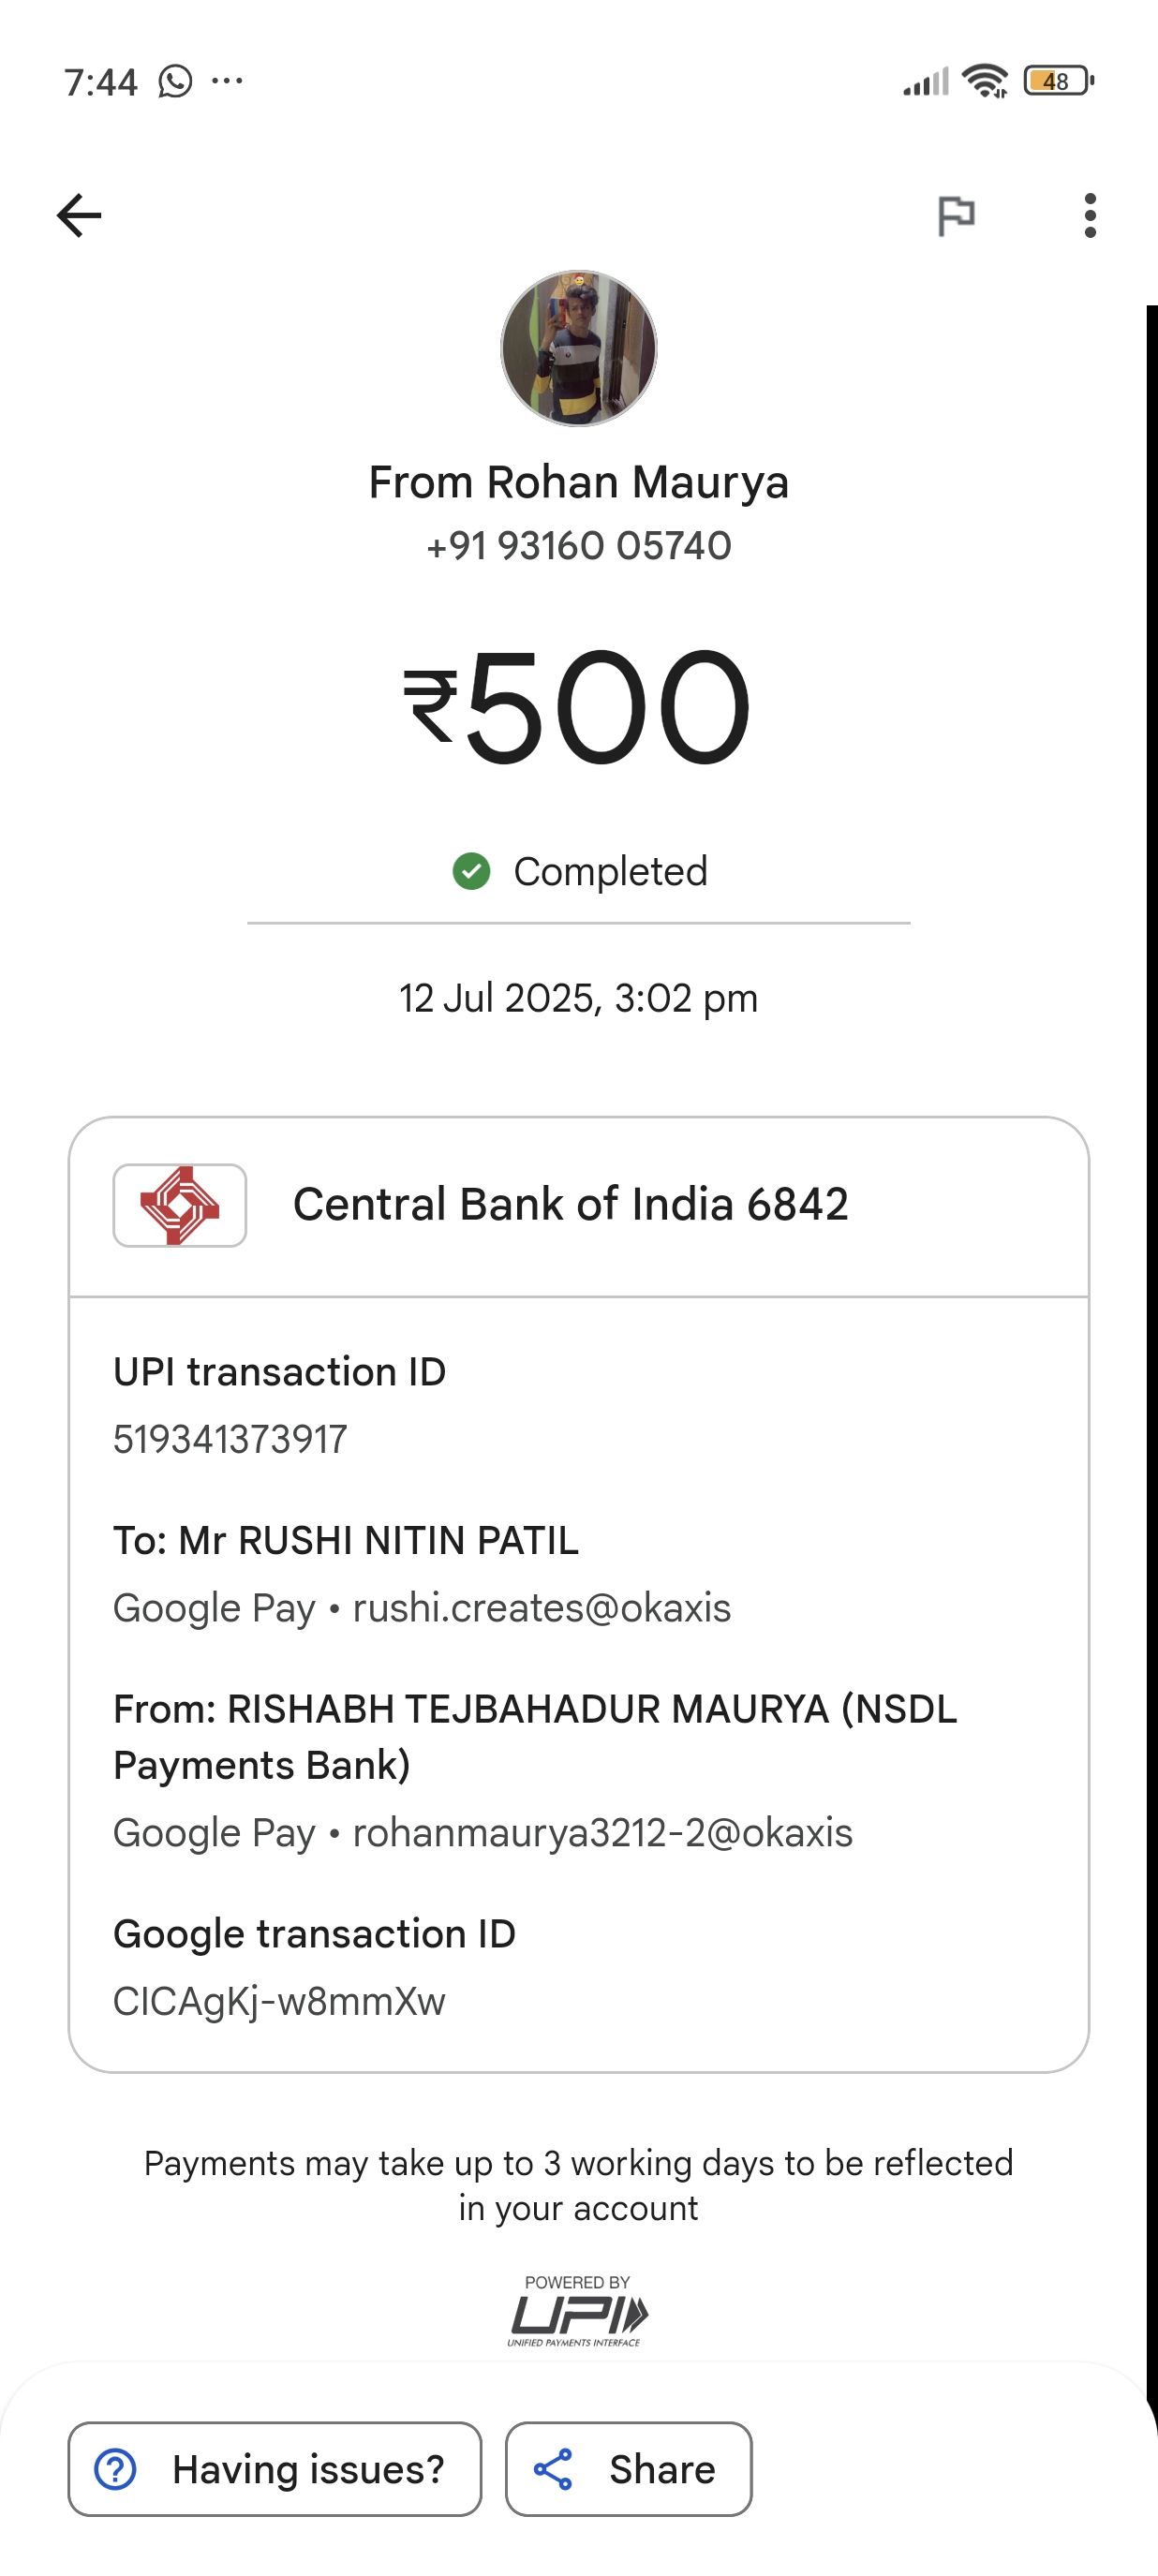 7:44
48
From Rohan Maurya
+91 93160 05740
₹500
Completed
12 Jul 2025, 3:02 pm
Central Bank of India 6842
UPI transaction ID
519341373917
To: Mr RUSHI NITIN PATIL
Google Pay • rushi.creates@okaxis
From: RISHABH TEJBAHADUR MAURYA (NSDL
Payments Bank)
Google Pay • rohanmaurya3212-2@okaxis
Google transaction ID
CICAgKj-w8mmXw
Payments may take up to 3 working days to be reflected
in your account
POWERED BY
UPI
UNIFIED PAYMENTS INTERFACE
Having issues?
Share